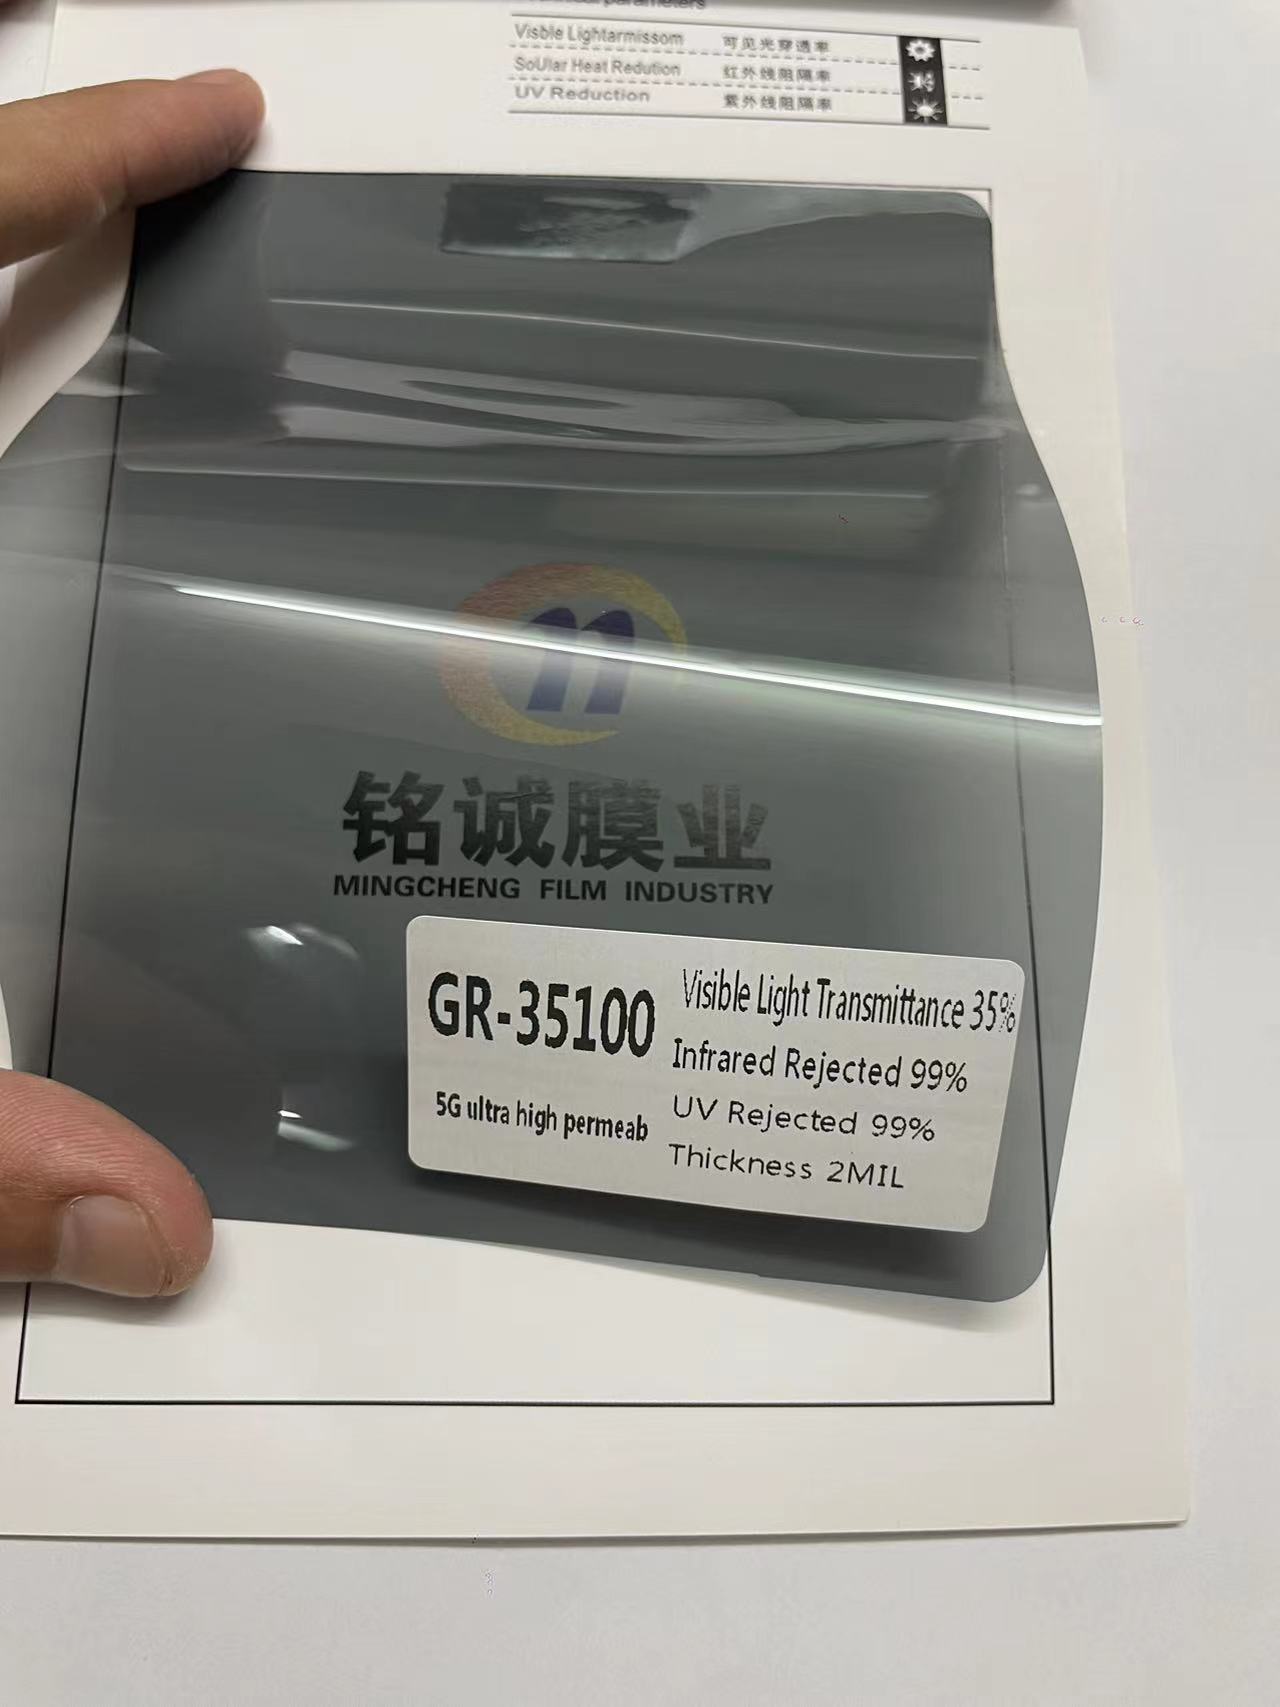 parameters
Visble Lightarmissom 可见光穿透率
SoUlar Heat Redution 红外线阻隔率
UV Reduction 紫外线阻隔率
铭诚膜业
MINGCHENG FILM INDUSTRY
GR-35100
5G ultra high permeab
Visible Light Transmittance 35%
Infrared Rejected 99%
UV Rejected 99%
Thickness 2MIL